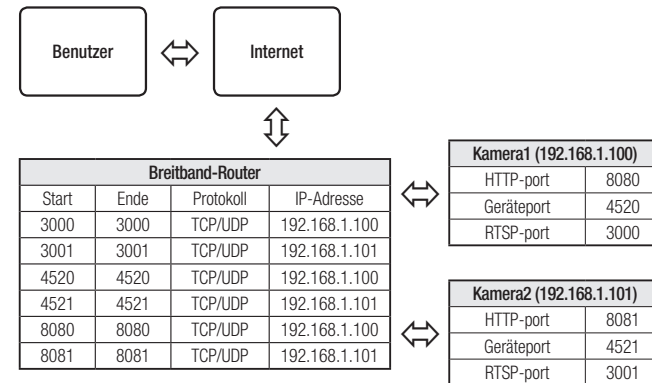 Benutzer
Internet
Breitband-Router
Start Ende Protokoll IP-Adresse
3000 3000 TCP/UDP 192.168.1.100
3001 3001 TCP/UDP 192.168.1.101
4520 4520 TCP/UDP 192.168.1.100
4521 4521 TCP/UDP 192.168.1.101
8080 8080 TCP/UDP 192.168.1.100
8081 8081 TCP/UDP 192.168.1.101
Kamera1 (192.168.1.100)
HTTP-port 8080
Geräteport 4520
RTSP-port 3000
Kamera2 (192.168.1.101)
HTTP-port 8081
Geräteport 4521
RTSP-port 3001